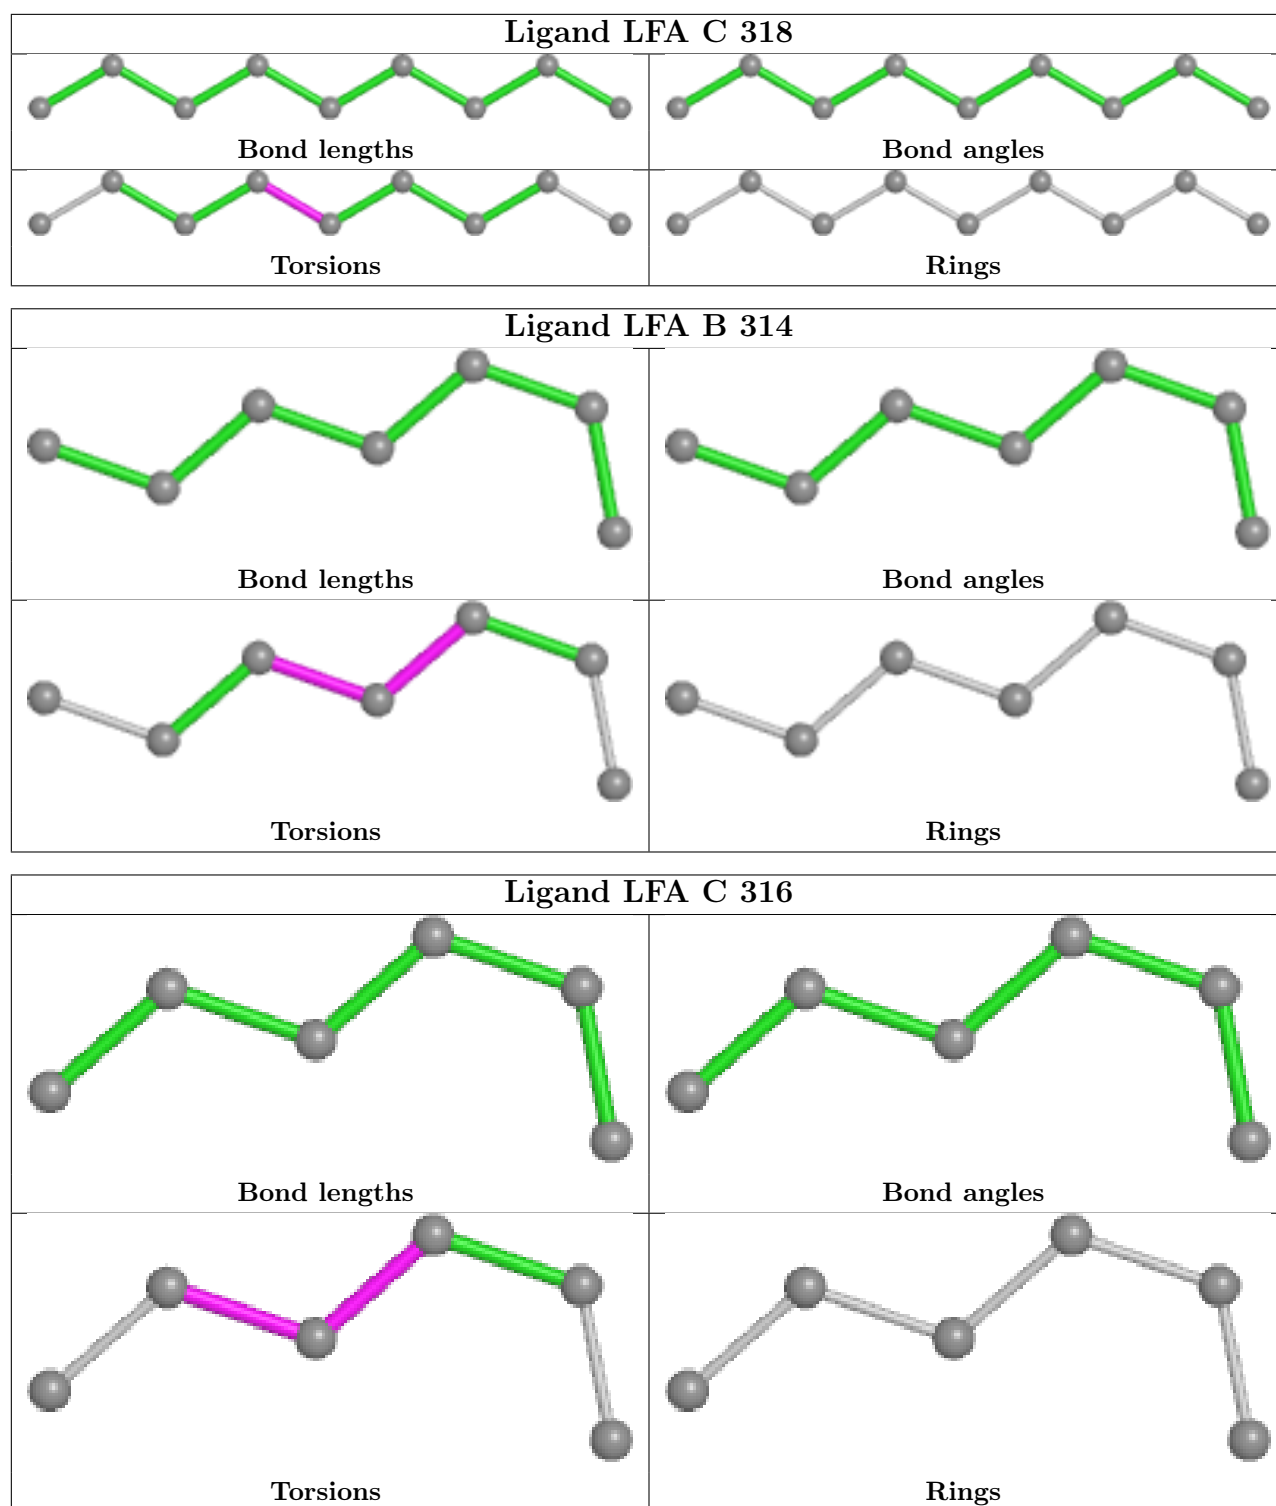 Ligand LFA C 318
Bond lengths
Bond angles
Torsions
Rings
Ligand LFA B 314
Bond lengths
Bond angles
Torsions
Rings
Ligand LFA C 316
Bond lengths
Bond angles
Torsions
Rings